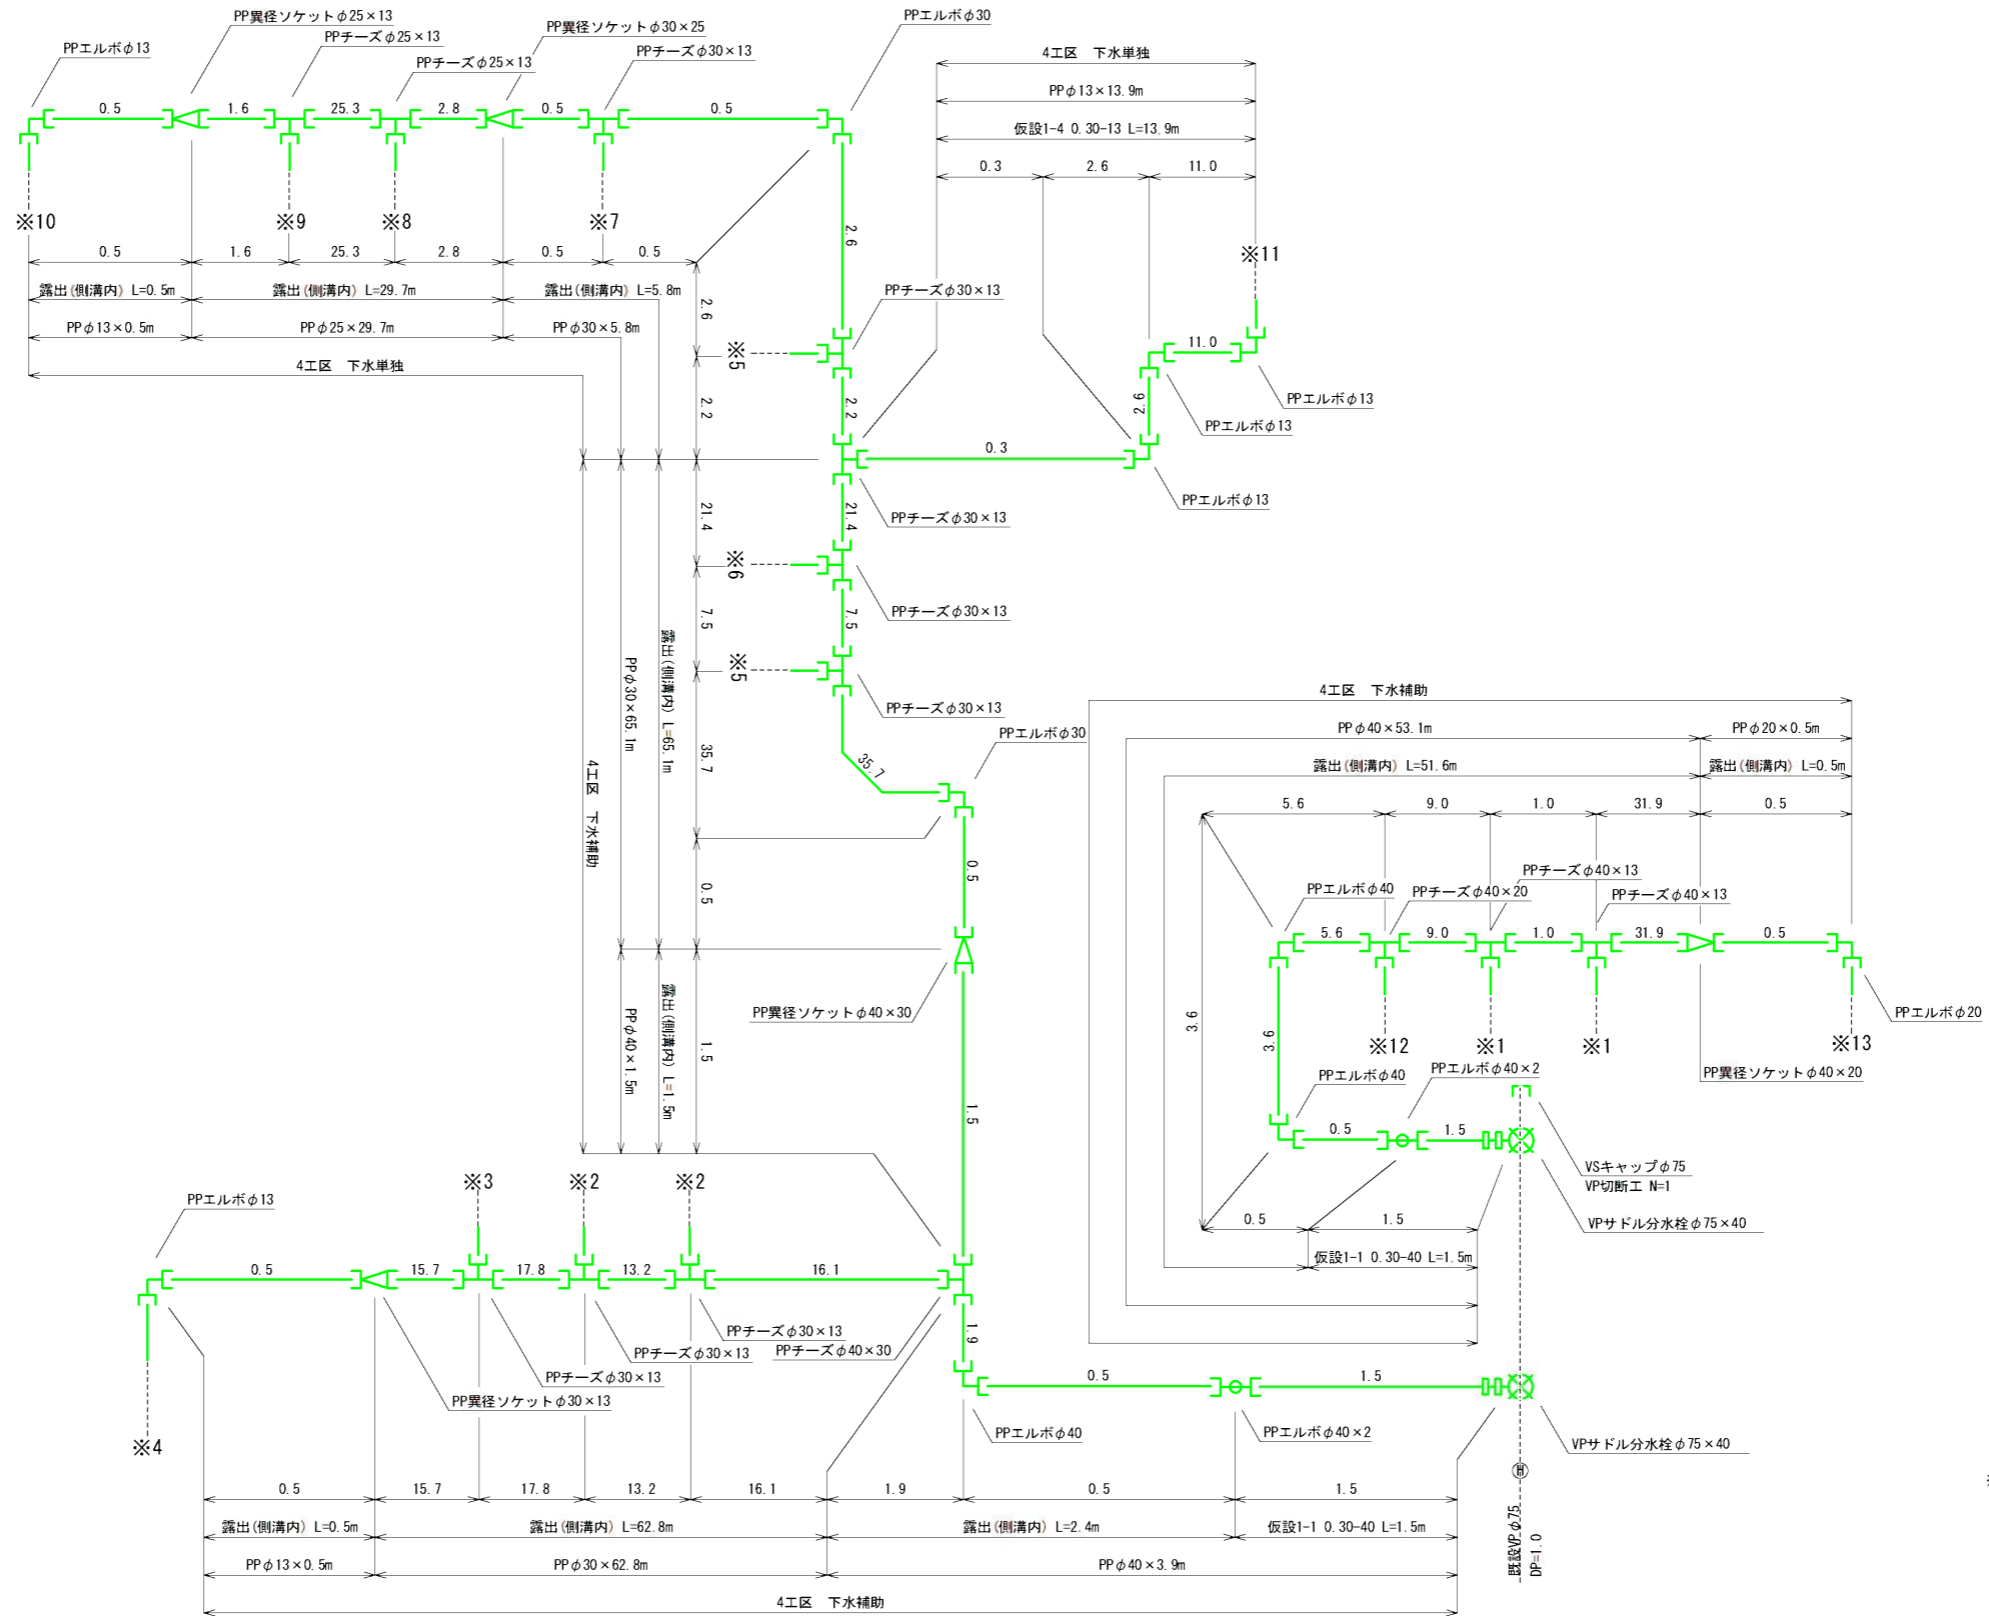 PP異径ソケットφ25×13
PPエルボφ30
PP異径ソケットφ30×25
PPチーズφ25×13
PPエルボφ13
PPチーズφ30×13
PPチーズφ25×13
0.5
1.6
25.3
2.8
0.5
0.5
※10
※9
※8
※7
0.5
1.6
25.3
2.8
0.5
0.5
露出(側溝内) L=0.5m
露出(側溝内) L=29.7m
露出(側溝内) L=5.8m
PPφ13×0.5m
PPφ25×29.7m
PPφ30×5.8m
4工区 下水単独
4工区 下水単独
PPφ13×13.9m
仮設1-4 0.30-13 L=13.9m
0.3
2.6
11.0
※11
2.6
2.6
PPチーズφ30×13
※5
11.0
PPエルボφ13
PPエルボφ13
2.6
2.2
2.2
0.3
PPエルボφ13
PPチーズφ30×13
21.4
21.4
※6
PPチーズφ30×13
7.5
7.5
※5
PPチーズφ30×13
露出(側溝内) L=65.1m
PPφ30×65.1m
4工区 下水補助
35.7
35.7
PPエルボφ30
0.5
0.5
PP異径ソケットφ40×30
露出(側溝内) L=1.5m
PPφ40×1.5m
1.5
1.5
4工区 下水補助
PPφ40×53.1m
PPφ20×0.5m
露出(側溝内) L=51.6m
露出(側溝内) L=0.5m
5.6
9.0
1.0
31.9
0.5
PPチーズφ40×13
PPエルボφ40
PPチーズφ40×20
PPチーズφ40×13
5.6
9.0
1.0
31.9
0.5
PPエルボφ20
3.6
3.6
※12
※1
※1
※13
PP異径ソケットφ40×20
PPエルボφ40
PPエルボφ40×2
0.5
1.5
VSキャップφ75
VP切断工 N=1
0.5
1.5
VPサドル分水栓φ75×40
仮設1-1 0.30-40 L=1.5m
※3
※2
※2
PPエルボφ13
0.5
15.7
17.8
13.2
16.1
PPチーズφ30×13
PPチーズφ40×30
PPチーズφ30×13
PPチーズφ30×13
PP異径ソケットφ30×13
※4
1.9
0.5
1.5
PPエルボφ40
PPエルボφ40×2
VPサドル分水栓φ75×40
H
既設VPφ75
DP=1.0
0.5
15.7
17.8
13.2
16.1
1.9
0.5
1.5
露出(側溝内) L=0.5m
露出(側溝内) L=62.8m
露出(側溝内) L=2.4m
仮設1-1 0.30-40 L=1.5m
PPφ13×0.5m
PPφ30×62.8m
PPφ40×3.9m
4工区 下水補助